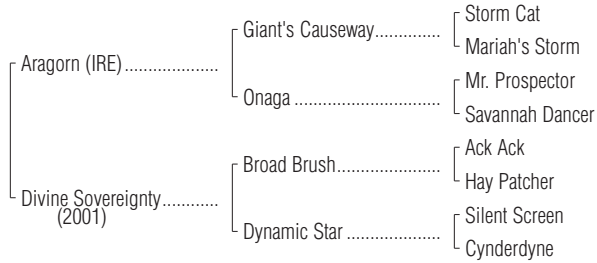 Storm Cat
Giant's Causeway..............
Mariah's Storm
Aragorn (IRE)....................
Mr. Prospector
Onaga ...............................
Savannah Dancer
Ack Ack
Broad Brush.......................
Hay Patcher
Divine Sovereignty............
(2001)
Silent Screen
Dynamic Star ....................
Cynderdyne